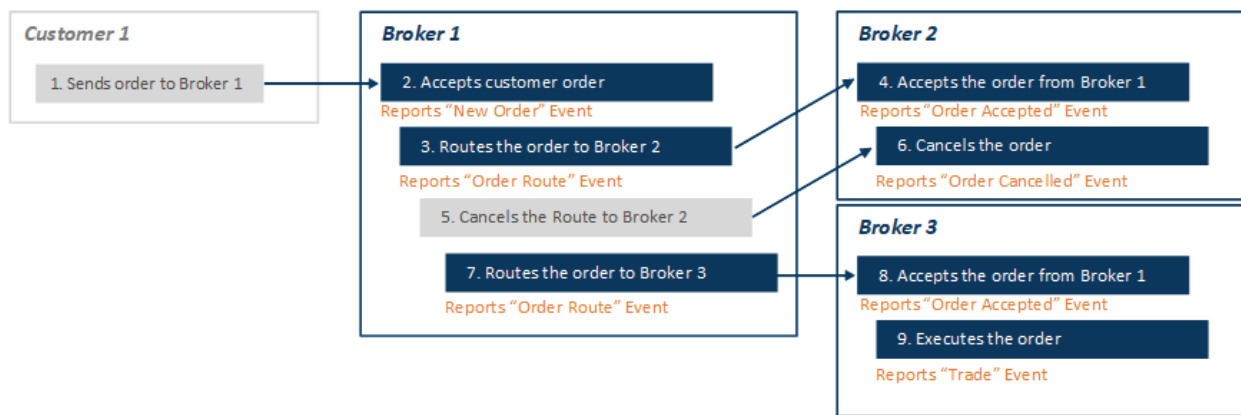 Customer 1
1. Sends order to Broker 1
Broker 1
2. Accepts customer order
Reports “New Order” Event
3. Routes the order to Broker 2
Reports “Order Route” Event
5. Cancels the Route to Broker 2
7. Routes the order to Broker 3
Reports “Order Route” Event
Broker 2
4. Accepts the order from Broker 1
Reports “Order Accepted” Event
6. Cancels the order
Reports “Order Cancelled” Event
Broker 3
8. Accepts the order from Broker 1
Reports “Order Accepted” Event
9. Executes the order
Reports “Trade” Event